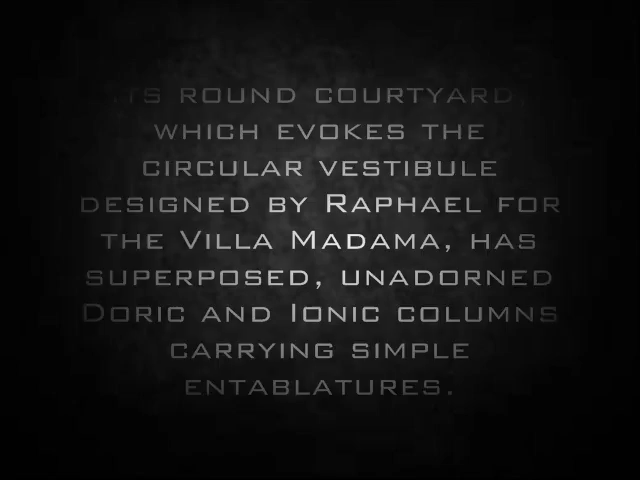 ITS ROUND COURTYARD,
WHICH EVOKES THE
CIRCULAR VESTIBULE
DESIGNED BY RAPHAEL FOR
THE VILLA MADAMA, HAS
SUPERPOSED, UNADORNED
DORIC AND IONIC COLUMNS
CARRYING SIMPLE
ENTABLATURES.